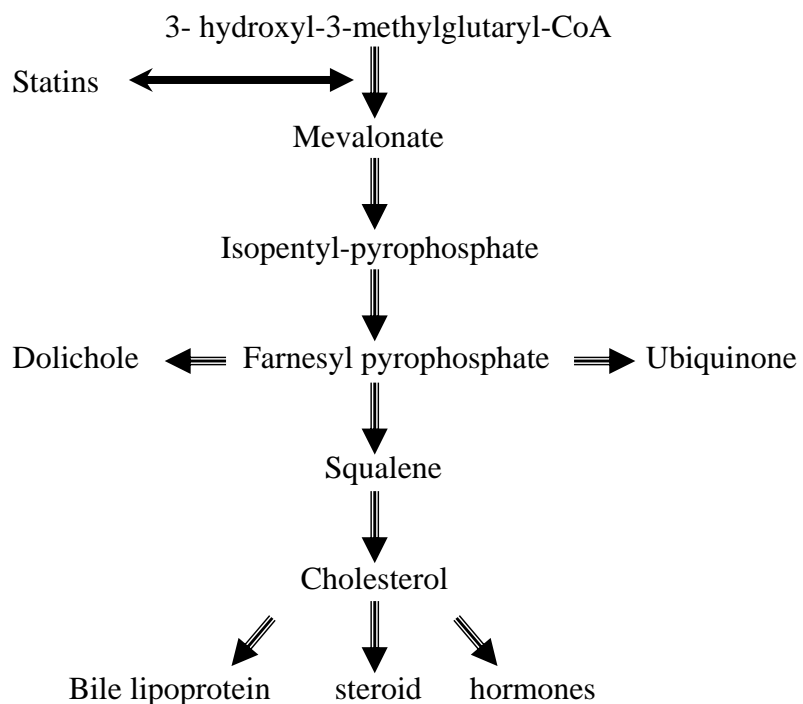 3- hydroxyl-3-methylglutaryl-CoA
Statins
Mevalonate
Isopentyl-pyrophosphate
Dolichole Farnesyl pyrophosphate Ubiquinone
Squalene
Cholesterol
Bile lipoprotein steroid hormones